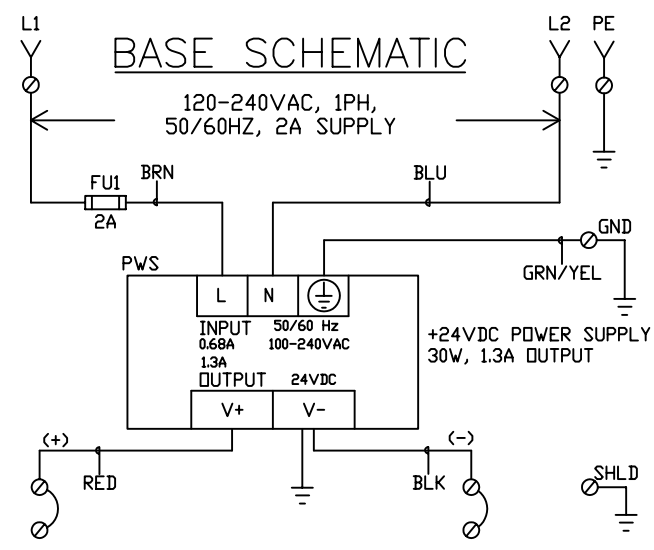 L1
L2
PE
BASE SCHEMATIC
120-240VAC, 1PH,
50/60HZ, 2A SUPPLY
BRN
BLU
FU1
2A
GND
PWS
GRN/YEL
L
N
INPUT
50/60 Hz
0.68A
100-240VAC
+24VDC POWER SUPPLY
30W, 1.3A OUTPUT
1.3A
OUTPUT
24VDC
V+
V-
(+)
(-)
RED
BLK
SHLD